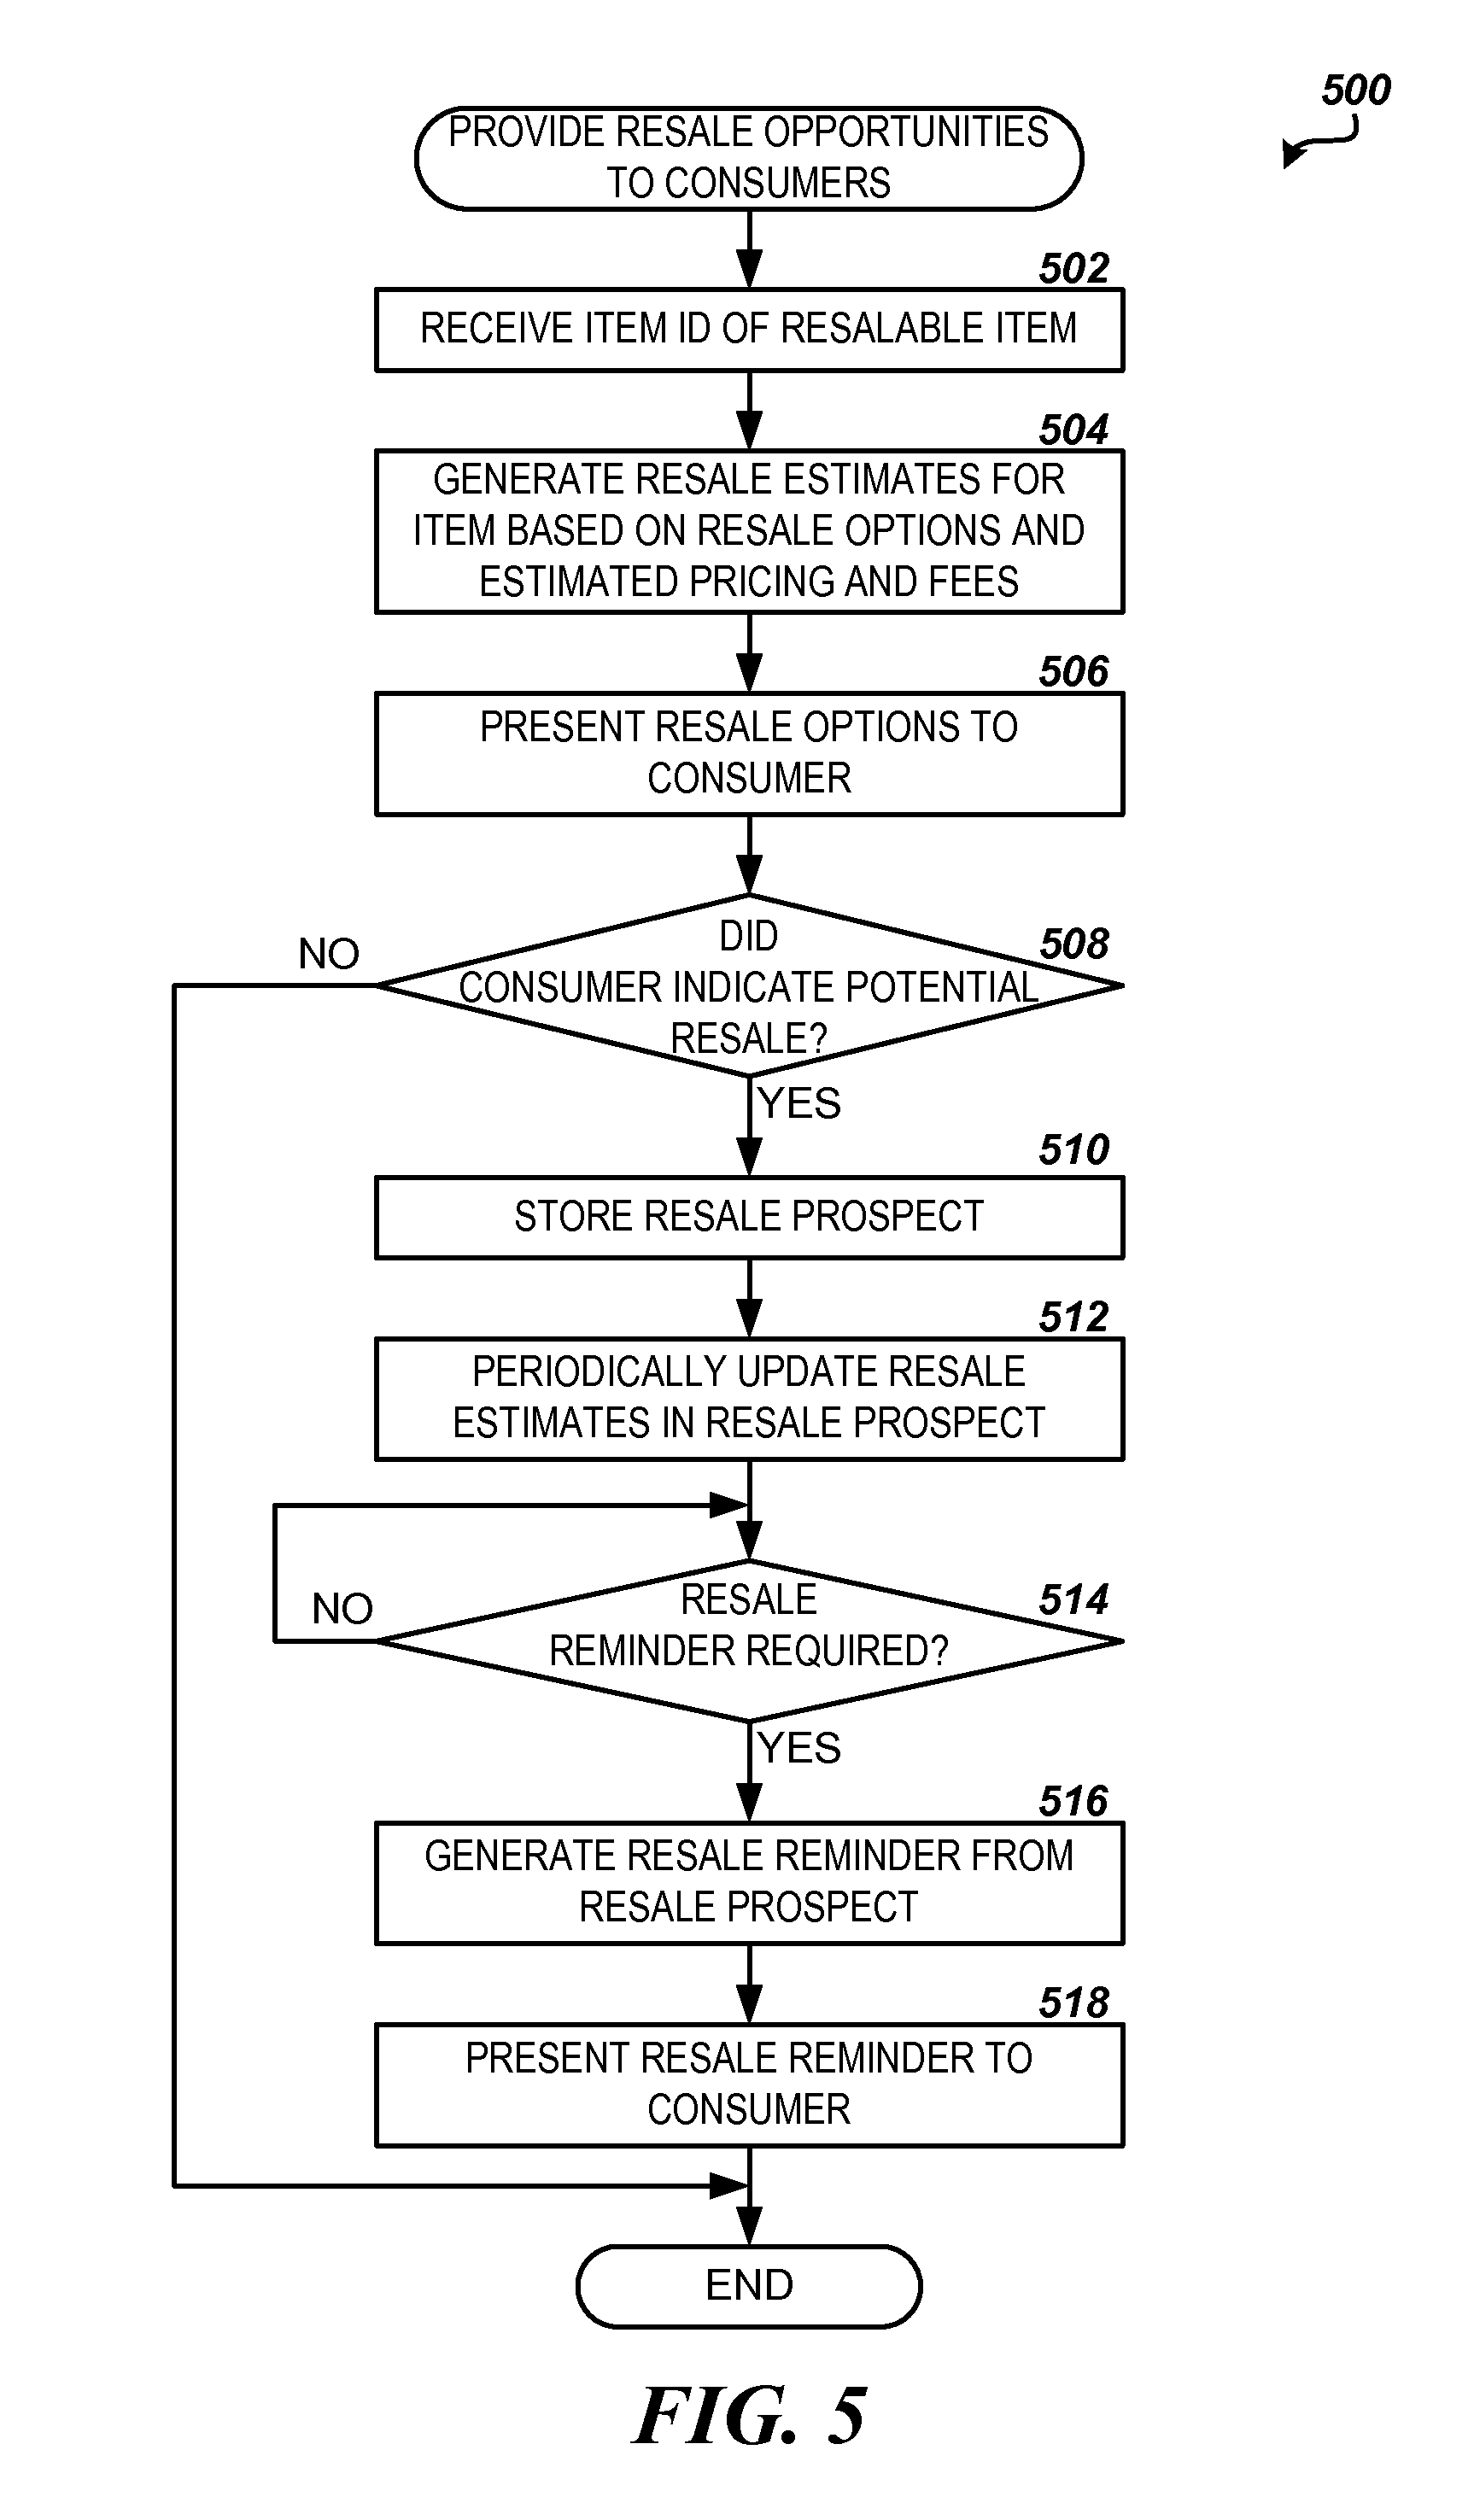 500
PROVIDE RESALE OPPORTUNITIES
TO CONSUMERS
502
RECEIVE ITEM ID OF RESALABLE ITEM
504
GENERATE RESALE ESTIMATES FOR
ITEM BASED ON RESALE OPTIONS AND
ESTIMATED PRICING AND FEES
506
PRESENT RESALE OPTIONS TO
CONSUMER
508
DID
CONSUMER INDICATE POTENTIAL
RESALE?
NO
YES
510
STORE RESALE PROSPECT
512
PERIODICALLY UPDATE RESALE
ESTIMATES IN RESALE PROSPECT
514
RESALE
REMINDER REQUIRED?
NO
YES
516
GENERATE RESALE REMINDER FROM
RESALE PROSPECT
518
PRESENT RESALE REMINDER TO
CONSUMER
END
FIG. 5